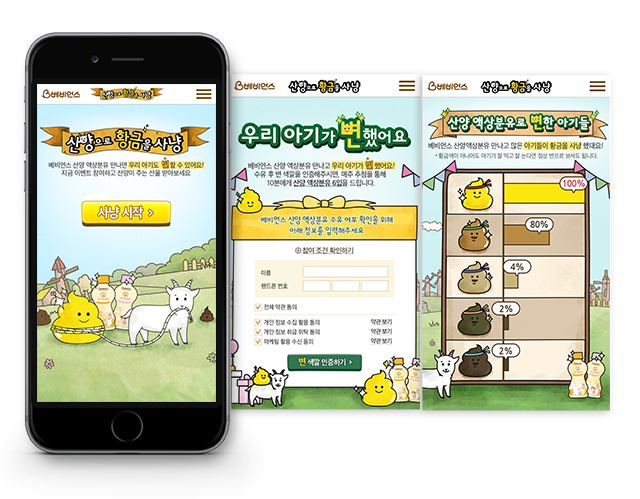 베비언스
산양으로 황금을 사냥
산양으로 황금을 사냥
베비언스 산양 액상분유 만나면 우리 아기도 변 할 수 있어요!
지금 이벤트 참여하고 산양이 주는 선물 받아보세요
사냥 시작 >
베비언스
산양으로 황금을 사냥
우리 아기가 변했어요
베비언스 산양 액상분유 만나고 우리 아기가 변 했어요!
수유 후 변 색깔을 인증해주시면, 매주 추첨을 통해
10분에게 산양 액상분유 6입을 드립니다.
베비언스 산양 액상분유 수유 여부 확인을 위해
아래 정보를 입력해주세요
참여 조건 확인하기
이름
핸드폰 번호
전체 약관 동의
개인 정보 수집 활용 동의 약관 보기
개인 정보 취급 위탁 동의 약관 보기
마케팅 활용 수신 동의 약관 보기
변 색깔 인증하기 >
베비언스
산양으로 황금을 사냥
산양 액상분유로 변한 아기들
베비언스 산양 액상분유 만나고 많은 아기들이 황금을 사냥 했대요!
* 황금색이 아니어도 아기가 잘 먹고 잘 논다면 정상 변으로 보셔도 됩니다.
100%
80%
4%
2%
2%